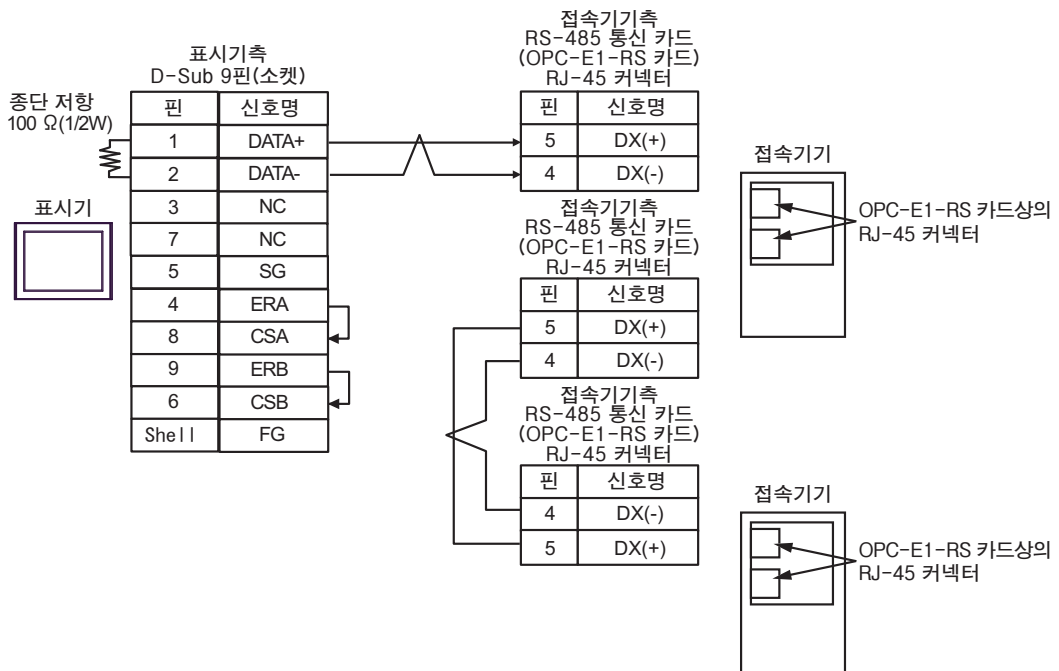 표시기측
D-Sub 9핀(소켓)
종단 저항
100 Ω(1/2W)
핀 신호명
1 DATA+
2 DATA-
3 NC
7 NC
5 SG
4 ERA
8 CSA
9 ERB
6 CSB
Shell FG
표시기
접속기기측
RS-485 통신 카드
(OPC-E1-RS 카드)
RJ-45 커넥터
핀 신호명
5 DX(+)
4 DX(-)
접속기기측
RS-485 통신 카드
(OPC-E1-RS 카드)
RJ-45 커넥터
핀 신호명
5 DX(+)
4 DX(-)
접속기기측
RS-485 통신 카드
(OPC-E1-RS 카드)
RJ-45 커넥터
핀 신호명
4 DX(-)
5 DX(+)
접속기기
OPC-E1-RS 카드상의
RJ-45 커넥터
접속기기
OPC-E1-RS 카드상의
RJ-45 커넥터